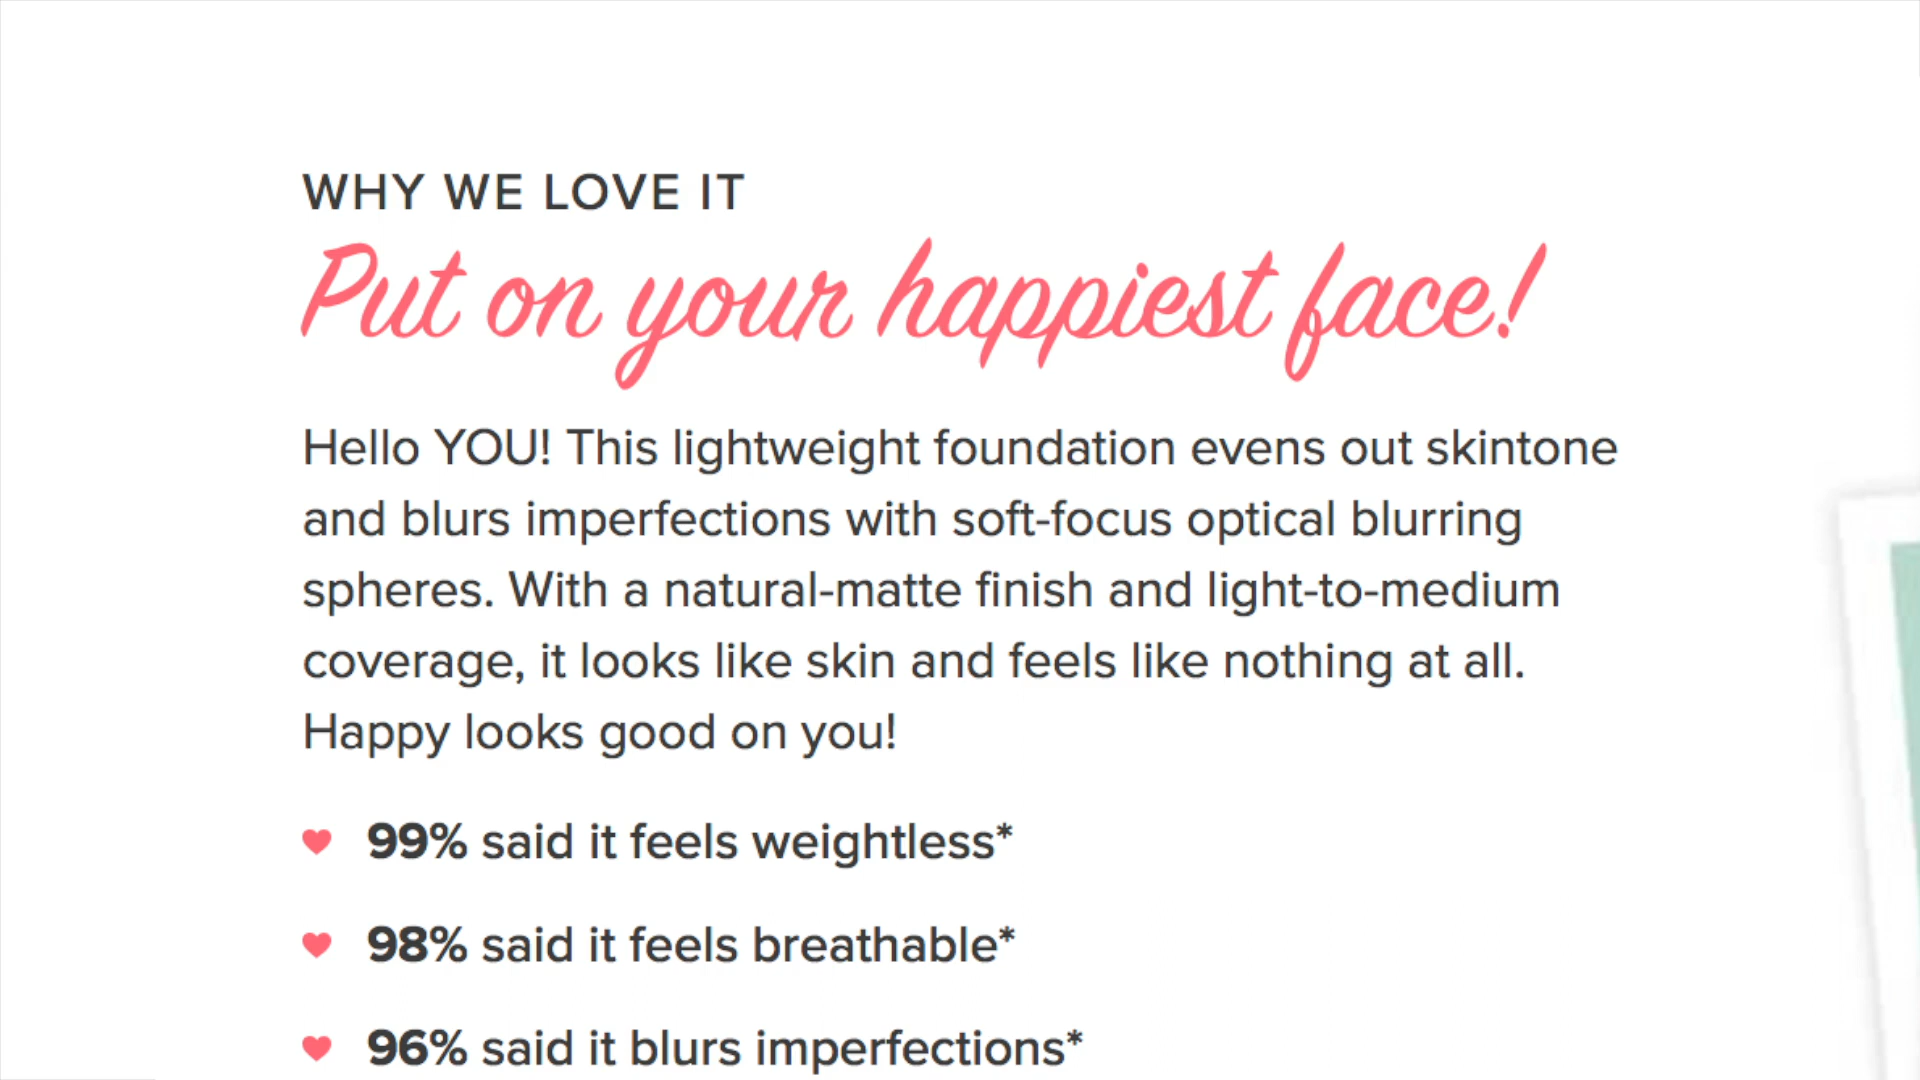 WHY WE LOVE IT
Put on your happiest face!
Hello YOU! This lightweight foundation evens out skintone
and blurs imperfections with soft-focus optical blurring
spheres. With a natural-matte finish and light-to-medium
coverage, it looks like skin and feels like nothing at all.
Happy looks good on you!
99% said it feels weightless*
98% said it feels breathable*
96% said it blurs imperfections*